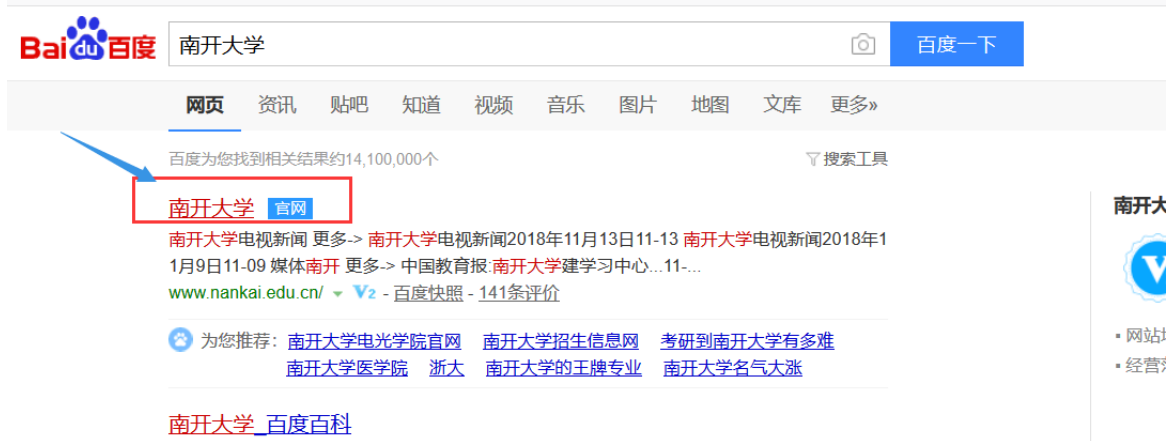 Bai du 百度 南开大学 百度一下
网页 资讯 贴吧 知道 视频 音乐 图片 地图 文库 更多»
百度为您找到相关结果约14,100,000个 搜索工具
南开大学 官网
南开大学电视新闻 更多-> 南开大学电视新闻2018年11月13日11-13 南开大学电视新闻2018年1
1月9日11-09 媒体南开 更多-> 中国教育报:南开大学建学习中心...11-...
www.nankai.edu.cn/ V2 - 百度快照 - 141条评价
为您推荐: 南开大学电光学院官网 南开大学招生信息网 考研到南开大学有多难
南开大学医学院 浙大 南开大学的王牌专业 南开大学名气大涨
南开大学_百度百科
南开大
V
▪ 网站
▪ 经营